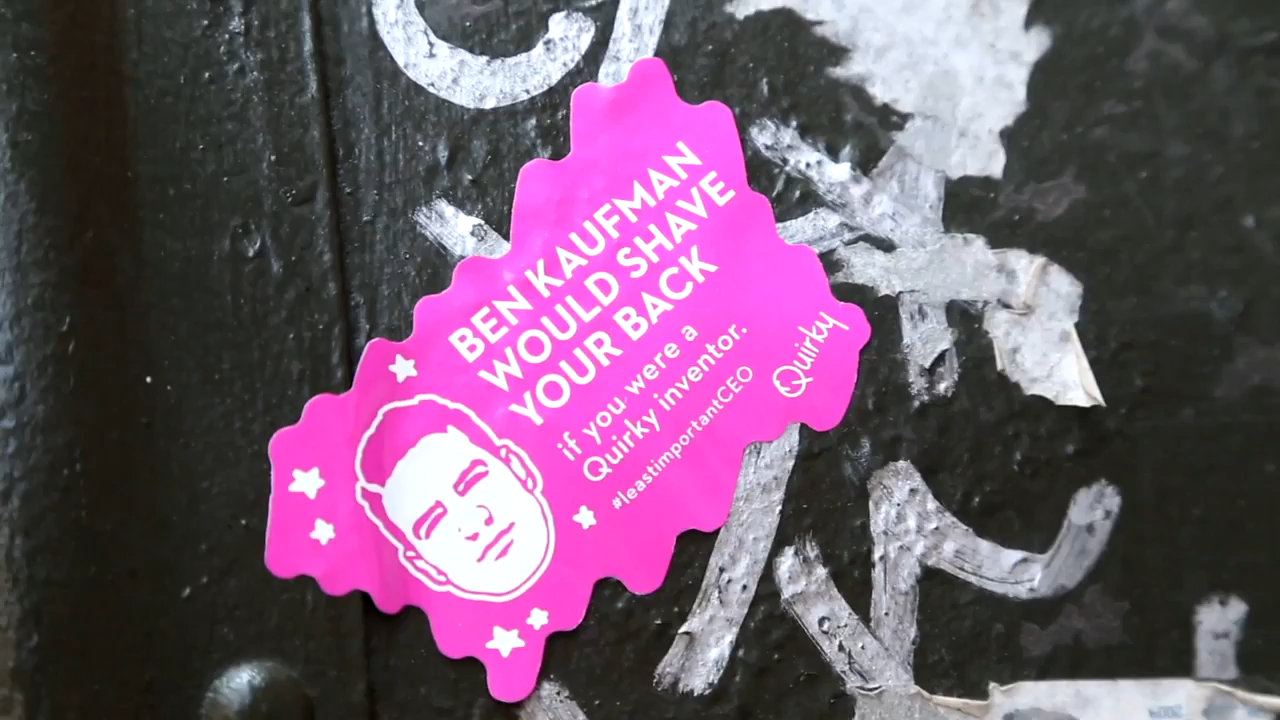 BEN KAUFMAN
WOULD SHAVE
YOUR BACK
if you were a
Quirky inventor.
#leastimportantCEO
Quirky